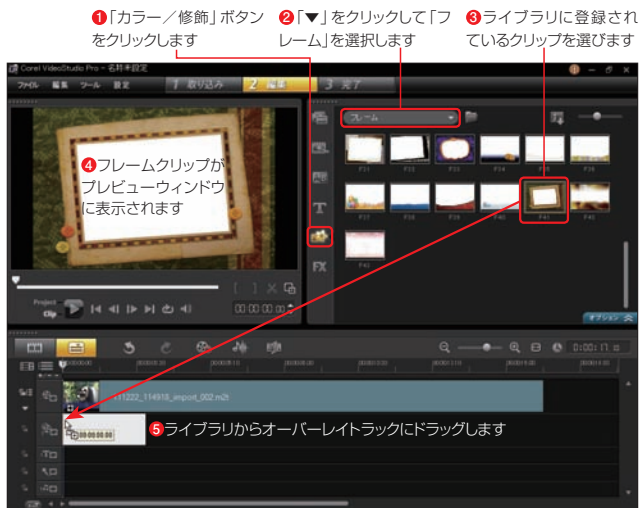 ❶「カラー／修飾」ボタンをクリックします
❷「▼」をクリックして「フレーム」を選択します
❸ライブラリに登録されているクリップを選びます
Corel VideoStudio Pro - 名称未設定
ファイル 編集 ツール 設定
1 取り込み
2 編集
3 完了
フレーム
❹フレームクリップが
プレビューウィンドウ
に表示されます
F31 F32 F33 F34 F35 F36
F37 F38 F39 F40 F41
F42
T
FX
Project
Clip
00:00:00:00
オプション
0:00:17:00
111222_114918_import_002.m2t
00:00:00.00
❺ライブラリからオーバーレイトラックにドラッグします